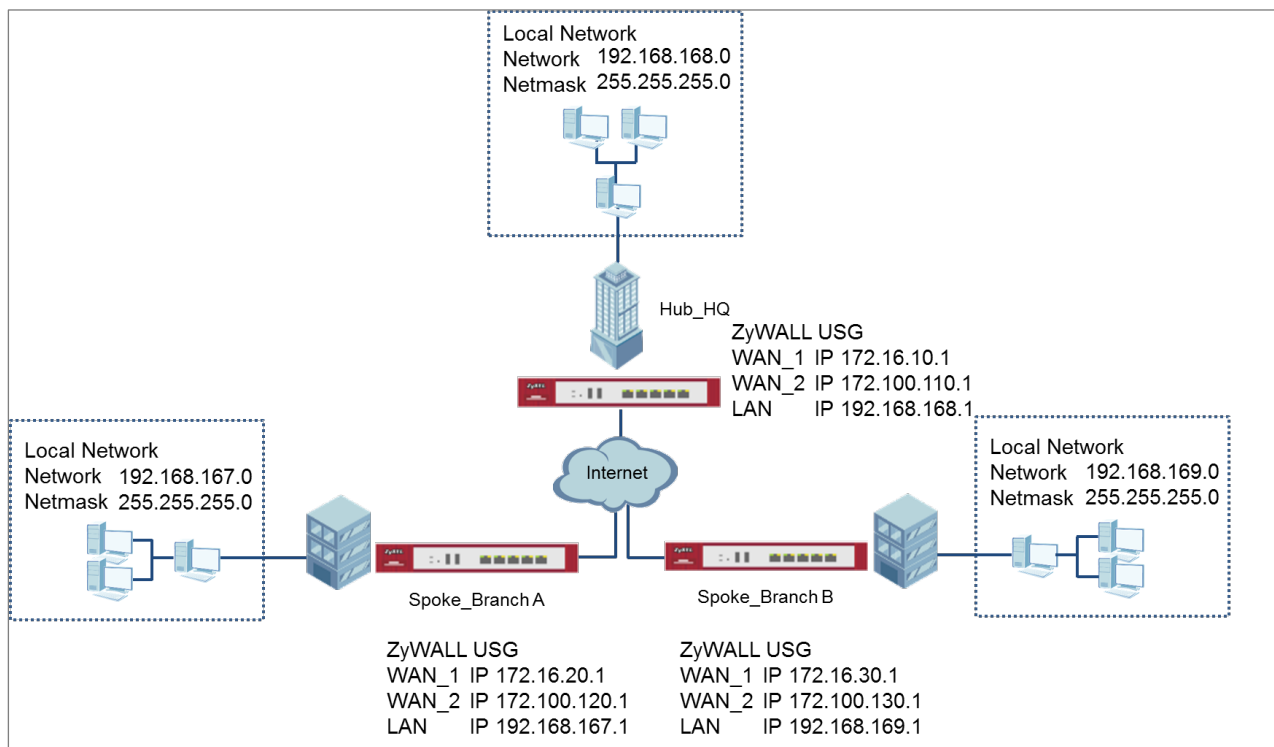 Local Network
Network 192.168.168.0
Netmask 255.255.255.0
Hub_HQ
ZyWALL USG
WAN_1 IP 172.16.10.1
WAN_2 IP 172.100.110.1
LAN IP 192.168.168.1
ZyXEL
Local Network
Network 192.168.167.0
Netmask 255.255.255.0
Internet
Local Network
Network 192.168.169.0
Netmask 255.255.255.0
ZyXEL
ZyXEL
Spoke_Branch A
Spoke_Branch B
ZyWALL USG
WAN_1 IP 172.16.20.1
WAN_2 IP 172.100.120.1
LAN IP 192.168.167.1
ZyWALL USG
WAN_1 IP 172.16.30.1
WAN_2 IP 172.100.130.1
LAN IP 192.168.169.1